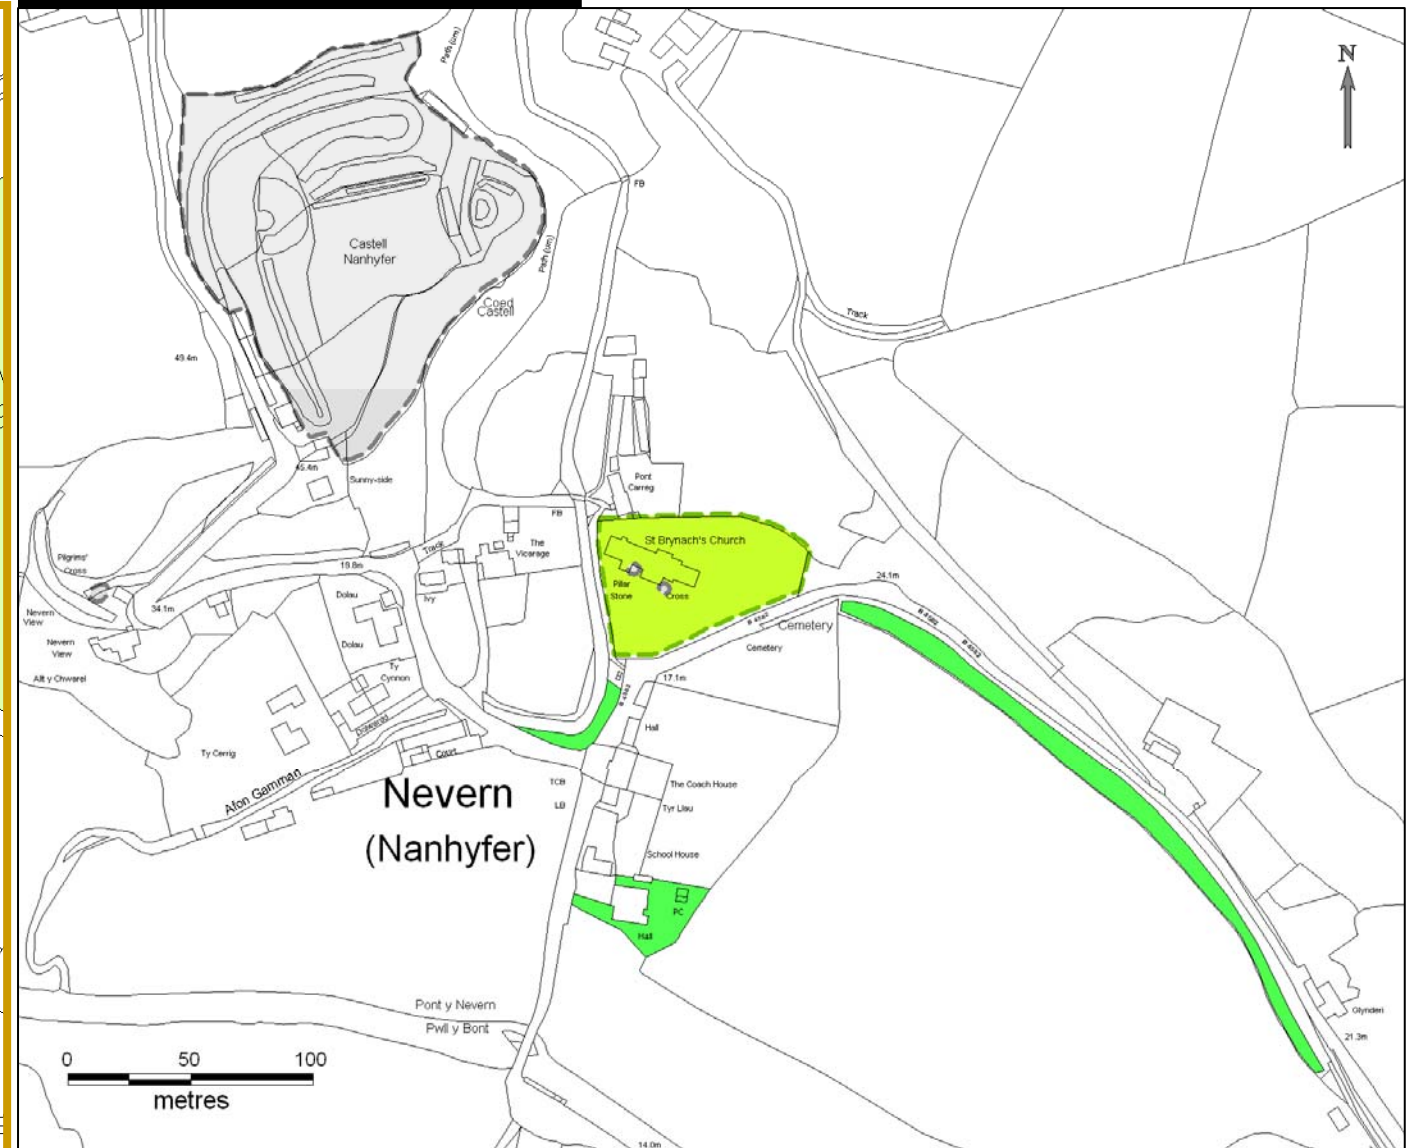 Path (um)
N
FB
Castell
Nanhyfer
Path (um)
Coed
Castell
Track
49.4m
45.4m
Sunny-side
Pont
Carreg
FB
The
Vicarage
Track
St Brynach's Church
Pilgrims'
Cross
19.8m
24.1m
Pillar
Stone
Cross
Dolau
Ivy
Nevern
View
34.1m
B 4582
B 4582
B 4582
Cemetery
Cemetery
Nevern
View
Dolau
Ty
Cynnon
Allt y Chwarel
17.1m
B 4582
Hall
Ty Cerrig
Court
Afon Gamman
Nevern
(Nanhyfer)
TCB
LB
The Coach House
Tyr Llau
School House
PC
Hall
Pont y Nevern
Pwll y Bont
Glynderi
21.3m
0 50 100
metres
14.0m